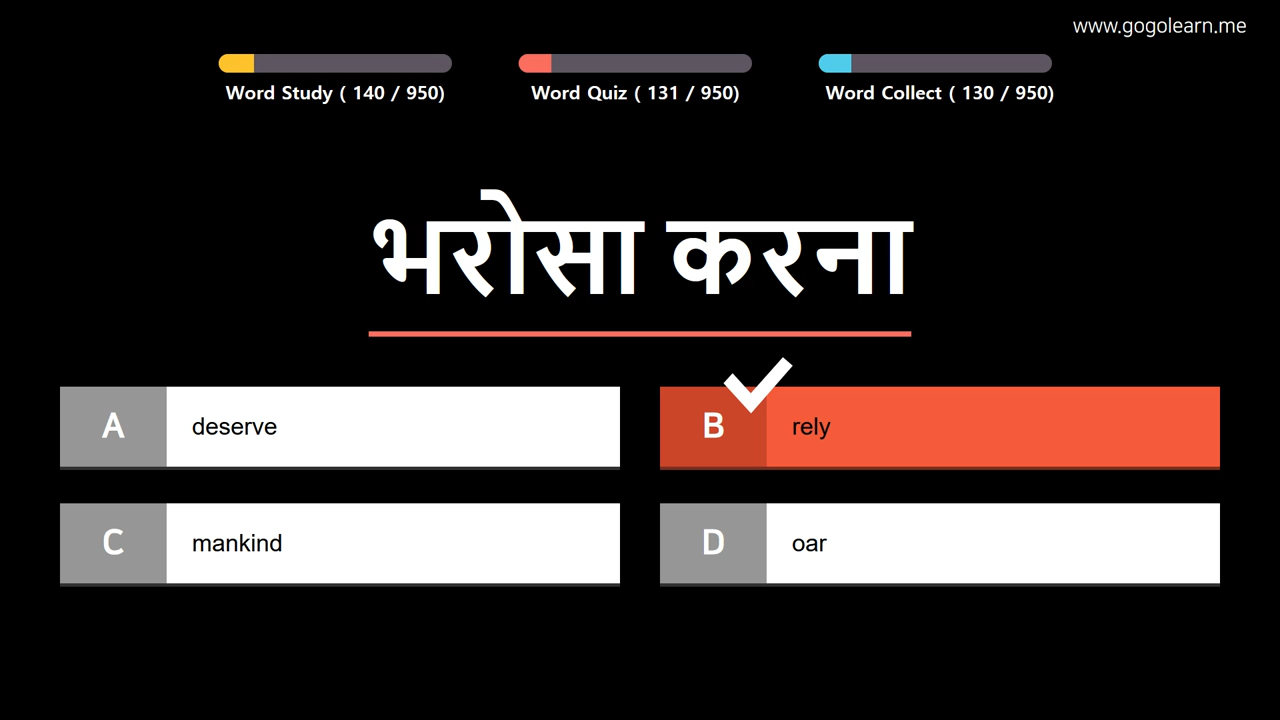 www.gogolearn.me
Word Study ( 140 / 950)
Word Quiz ( 131 / 950)
Word Collect ( 130 / 950)
भरोसा करना
A deserve
B rely
C mankind
D oar